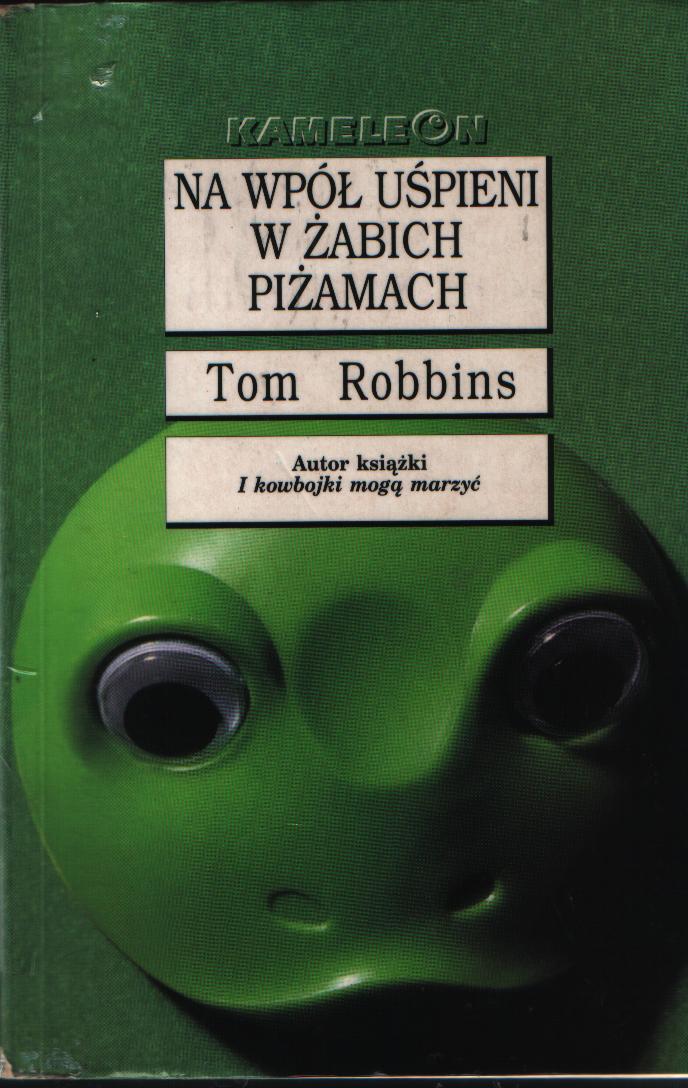 KAMELEON
NA WPÓŁ UŚPIENI
W ŻABICH
PIŻAMACH
Tom Robbins
Autor książki
I kowbojki mogą marzyć